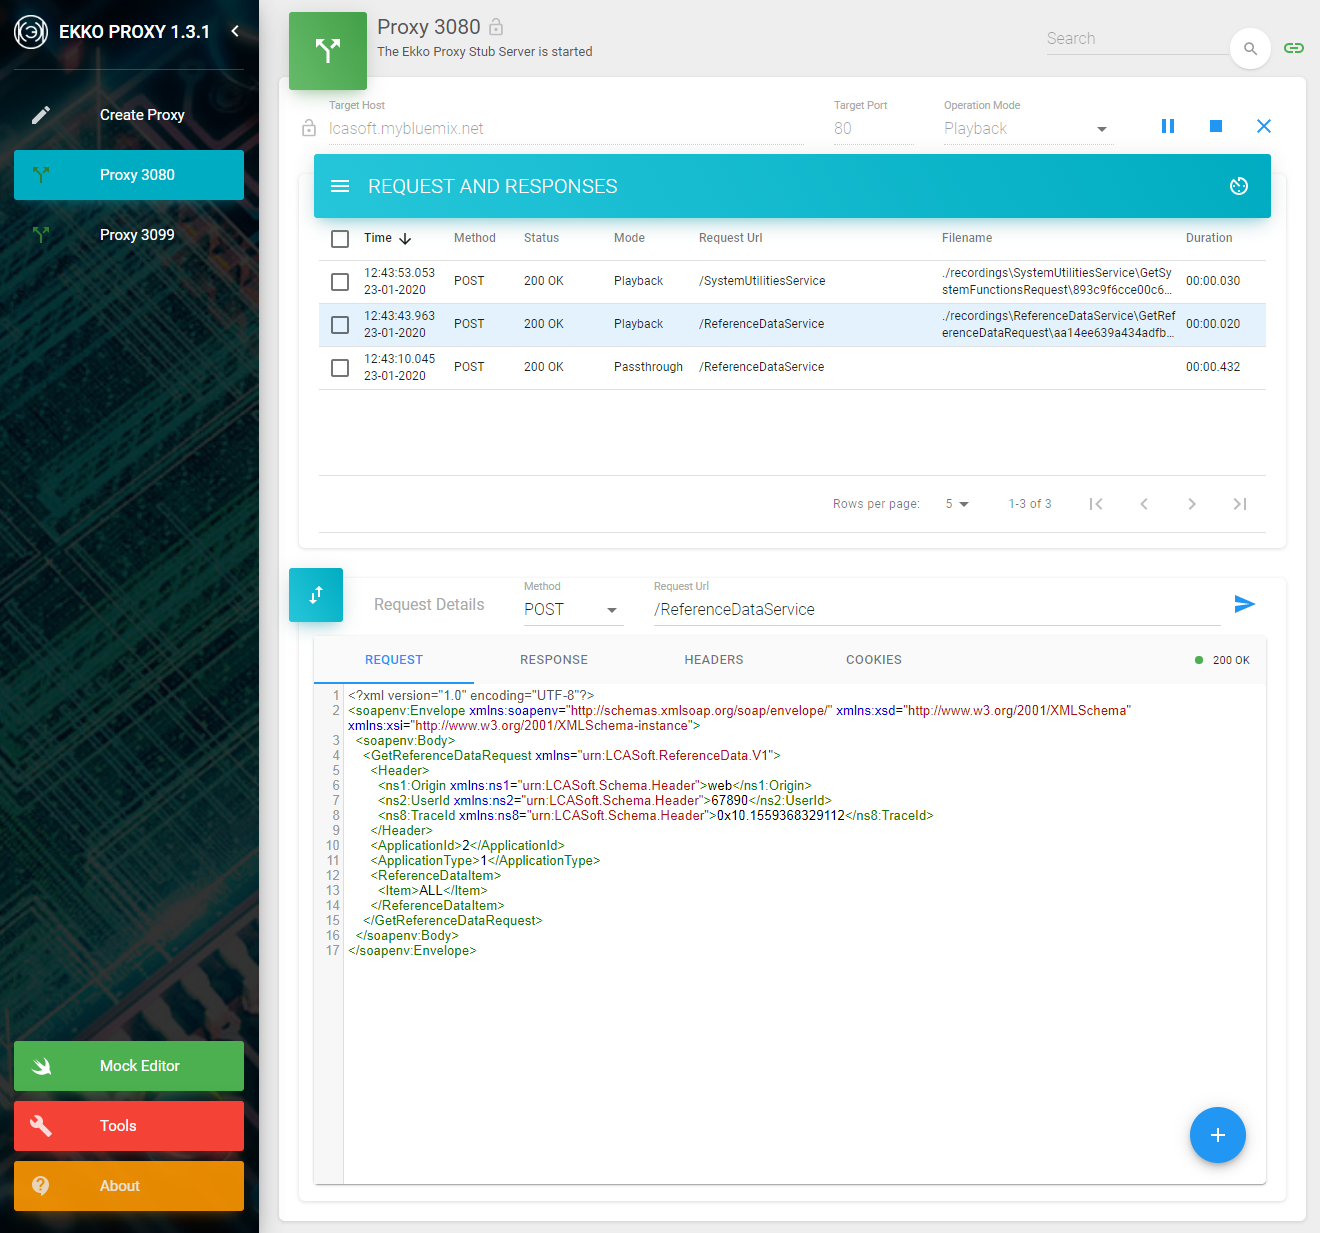 EKKO PROXY 1.3.1
Create Proxy
Proxy 3080
Proxy 3099
Mock Editor
Tools
About
Proxy 3080
The Ekko Proxy Stub Server is started
Search
Target Host
lcasoft.mybluemix.net
Target Port
80
Operation Mode
Playback
REQUEST AND RESPONSES
Time Method Status Mode Request Url Filename Duration
12:43:53.053
23-01-2020
POST 200 OK Playback /SystemUtilitiesService
./recordings\SystemUtilitiesService\GetSy
stemFunctionsRequest\893c9f6cce00c6...
00:00.030
12:43:43.963
23-01-2020
POST 200 OK Playback /ReferenceDataService
./recordings\ReferenceDataService\GetRef
erenceDataRequest\aa14ee639a434adfb...
00:00.020
12:43:10.045
23-01-2020
POST 200 OK Passthrough /ReferenceDataService 00:00.432
Rows per page: 5 1-3 of 3
Request Details
Method
POST
Request Url
/ReferenceDataService
REQUEST RESPONSE HEADERS COOKIES 200 OK
1 <?xml version="1.0" encoding="UTF-8"?>
2 <soapenv:Envelope xmlns:soapenv="http://schemas.xmlsoap.org/soap/envelope/" xmlns:xsd="http://www.w3.org/2001/XMLSchema"
xmlns:xsi="http://www.w3.org/2001/XMLSchema-instance">
3 <soapenv:Body>
4 <GetReferenceDataRequest xmlns="urn:LCASoft.ReferenceData.V1">
5 <Header>
6 <ns1:Origin xmlns:ns1="urn:LCASoft.Schema.Header">web</ns1:Origin>
7 <ns2:UserId xmlns:ns2="urn:LCASoft.Schema.Header">67890</ns2:UserId>
8 <ns8:TraceId xmlns:ns8="urn:LCASoft.Schema.Header">0x10.1559368329112</ns8:TraceId>
9 </Header>
10 <ApplicationId>2</ApplicationId>
11 <ApplicationType>1</ApplicationType>
12 <ReferenceDataItem>
13 <Item>ALL</Item>
14 </ReferenceDataItem>
15 </GetReferenceDataRequest>
16 </soapenv:Body>
17 </soapenv:Envelope>